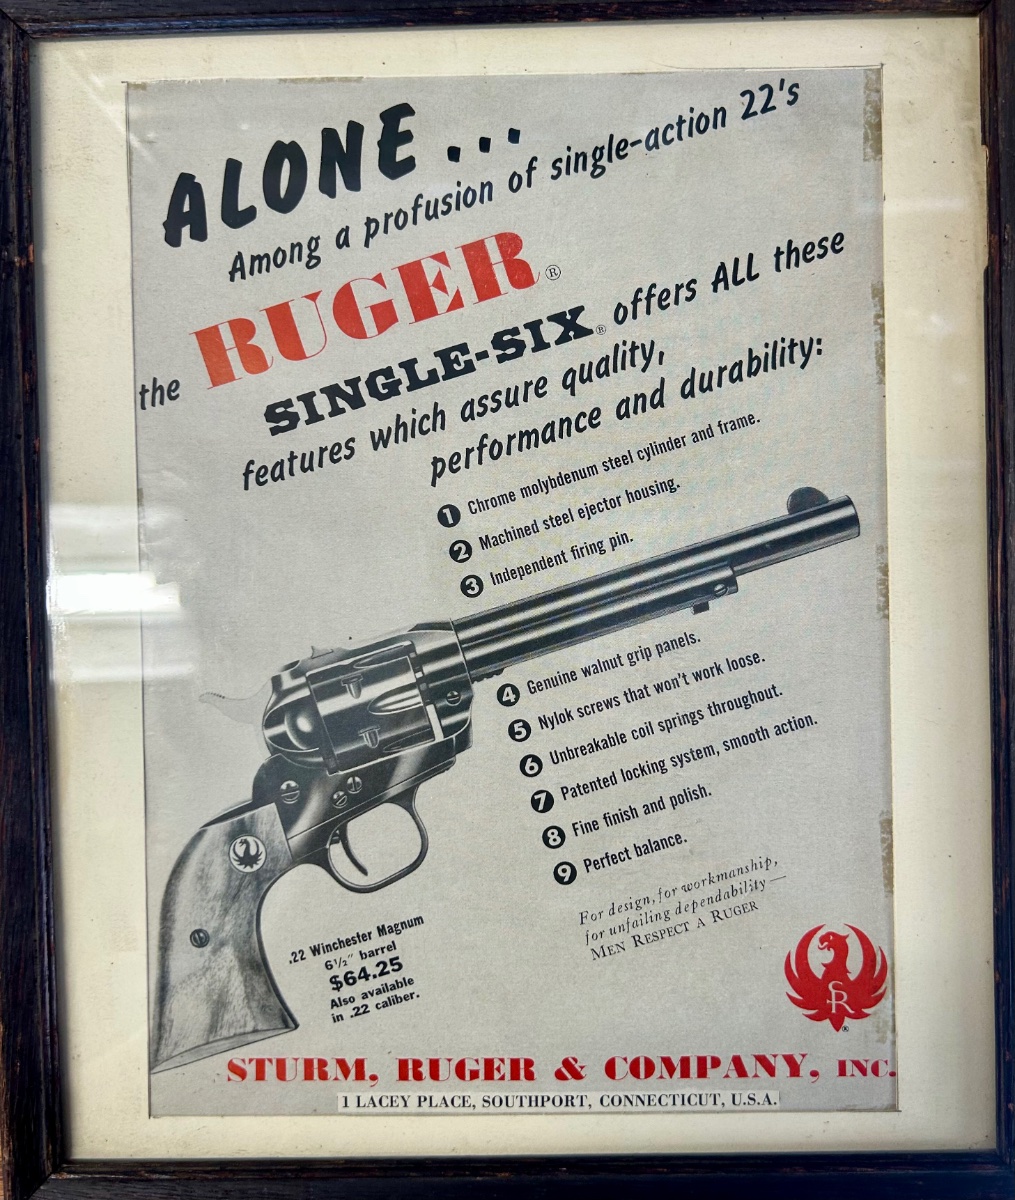 ALONE...
Among a profusion of single-action 22's
the RUGER®
SINGLE-SIX® offers ALL these
features which assure quality,
performance and durability:
1 Chrome molybdenum steel cylinder and frame.
2 Machined steel ejector housing.
3 Independent firing pin.
4 Genuine walnut grip panels.
5 Nylok screws that won't work loose.
6 Unbreakable coil springs throughout.
7 Patented locking system, smooth action.
8 Fine finish and polish.
9 Perfect balance.
For design, for workmanship,
for unfailing dependability—
MEN RESPECT A RUGER
.22 Winchester Magnum
6½" barrel
$64.25
Also available
in .22 caliber.
SR
®
STURM, RUGER & COMPANY, INC.
1 LACEY PLACE, SOUTHPORT, CONNECTICUT, U.S.A.